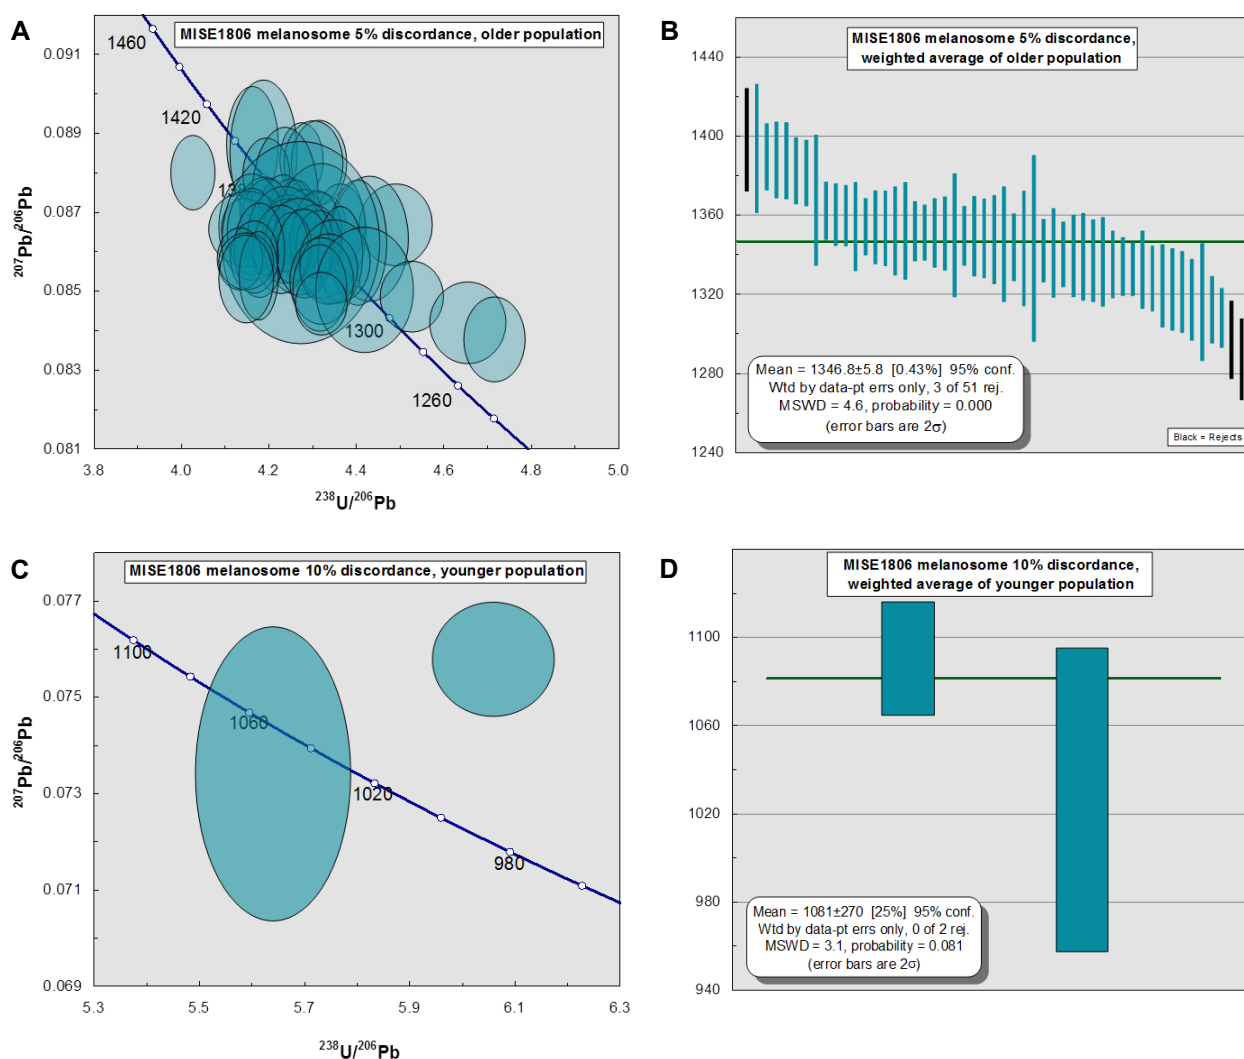 A
MISE1806 melanosome 5% discordance, older population
0.091
0.089
0.087
0.085
0.083
0.081
207Pb/206Pb
1460
1420
1300
1260
3.8 4.0 4.2 4.4 4.6 4.8 5.0
238U/206Pb
B
MISE1806 melanosome 5% discordance,
weighted average of older population
1440
1400
1360
1320
1280
1240
Mean = 1346.8±5.8 [0.43%] 95% conf.
Wtd by data-pt errs only, 3 of 51 rej.
MSWD = 4.6, probability = 0.000
(error bars are 2σ)
Black = Rejects
C
MISE1806 melanosome 10% discordance, younger population
0.077
0.075
0.073
0.071
0.069
207Pb/206Pb
1100
1060
1020
980
5.3 5.5 5.7 5.9 6.1 6.3
238U/206Pb
D
MISE1806 melanosome 10% discordance,
weighted average of younger population
1100
1060
1020
980
940
Mean = 1081±270 [25%] 95% conf.
Wtd by data-pt errs only, 0 of 2 rej.
MSWD = 3.1, probability = 0.081
(error bars are 2σ)